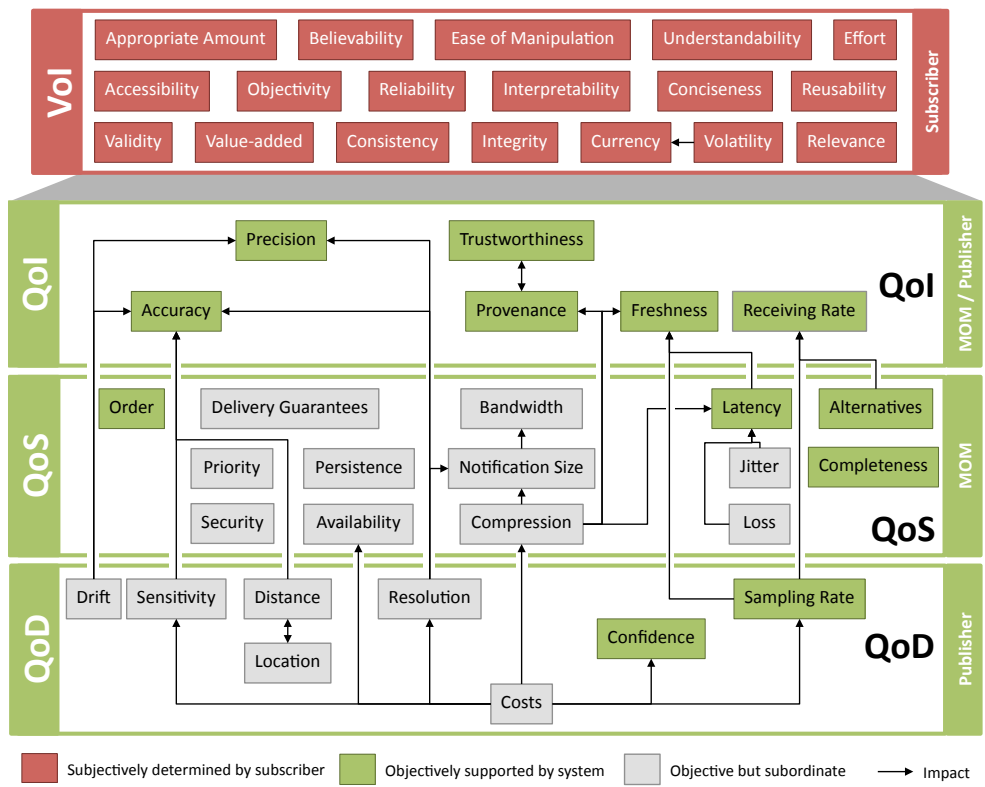 VoI
Appropriate Amount
Believability
Ease of Manipulation
Understandability
Effort
Accessibility
Objectivity
Reliability
Interpretability
Conciseness
Reusability
Validity
Value-added
Consistency
Integrity
Currency
Volatility
Relevance
Subscriber
QoI
Precision
Trustworthiness
QoI
Accuracy
Provenance
Freshness
Receiving Rate
MOM / Publisher
QoS
Order
Delivery Guarantees
Bandwidth
Latency
Alternatives
Priority
Persistence
Notification Size
Jitter
Completeness
Security
Availability
Compression
Loss
QoS
MOM
QoD
Drift
Sensitivity
Distance
Resolution
Sampling Rate
Confidence
QoD
Location
Costs
Publisher
Subjectively determined by subscriber
Objectively supported by system
Objective but subordinate
Impact